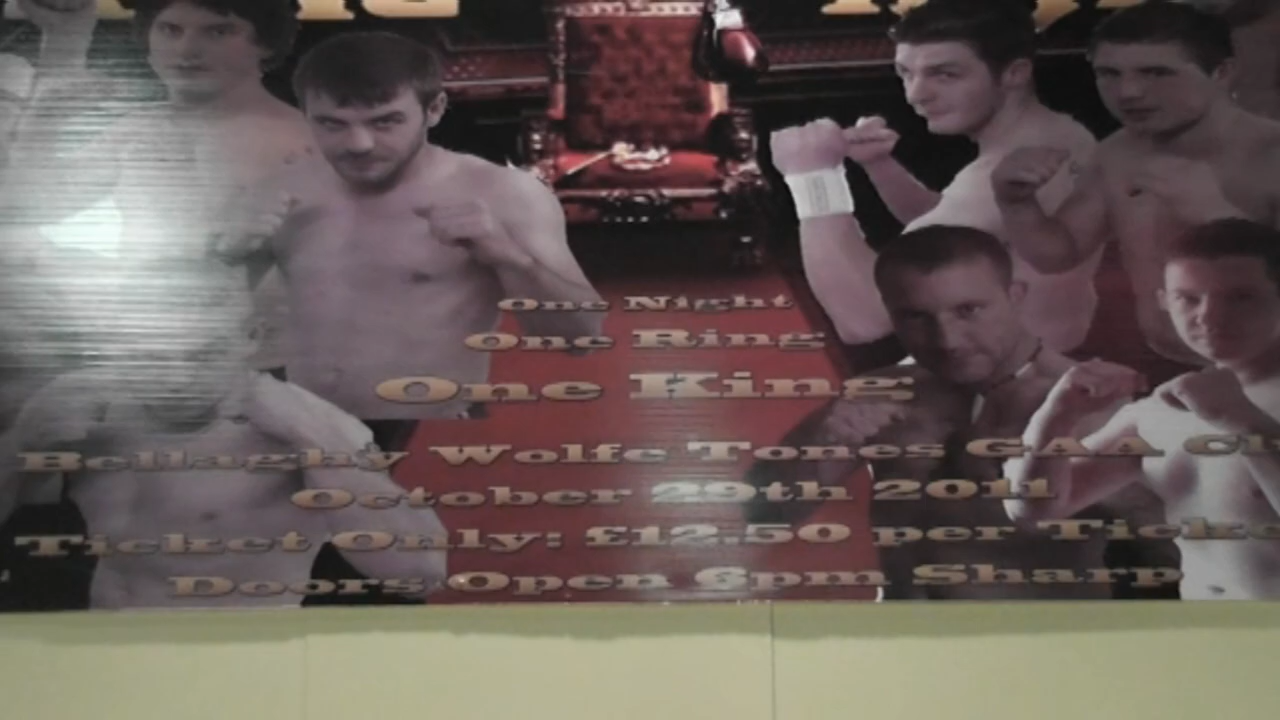 One Night
One Ring
One King
Bellaghy Wolfe Tones GAA
October 29th 2011
Ticket Only: £12.50 per
Doors Open 6pm Sharp